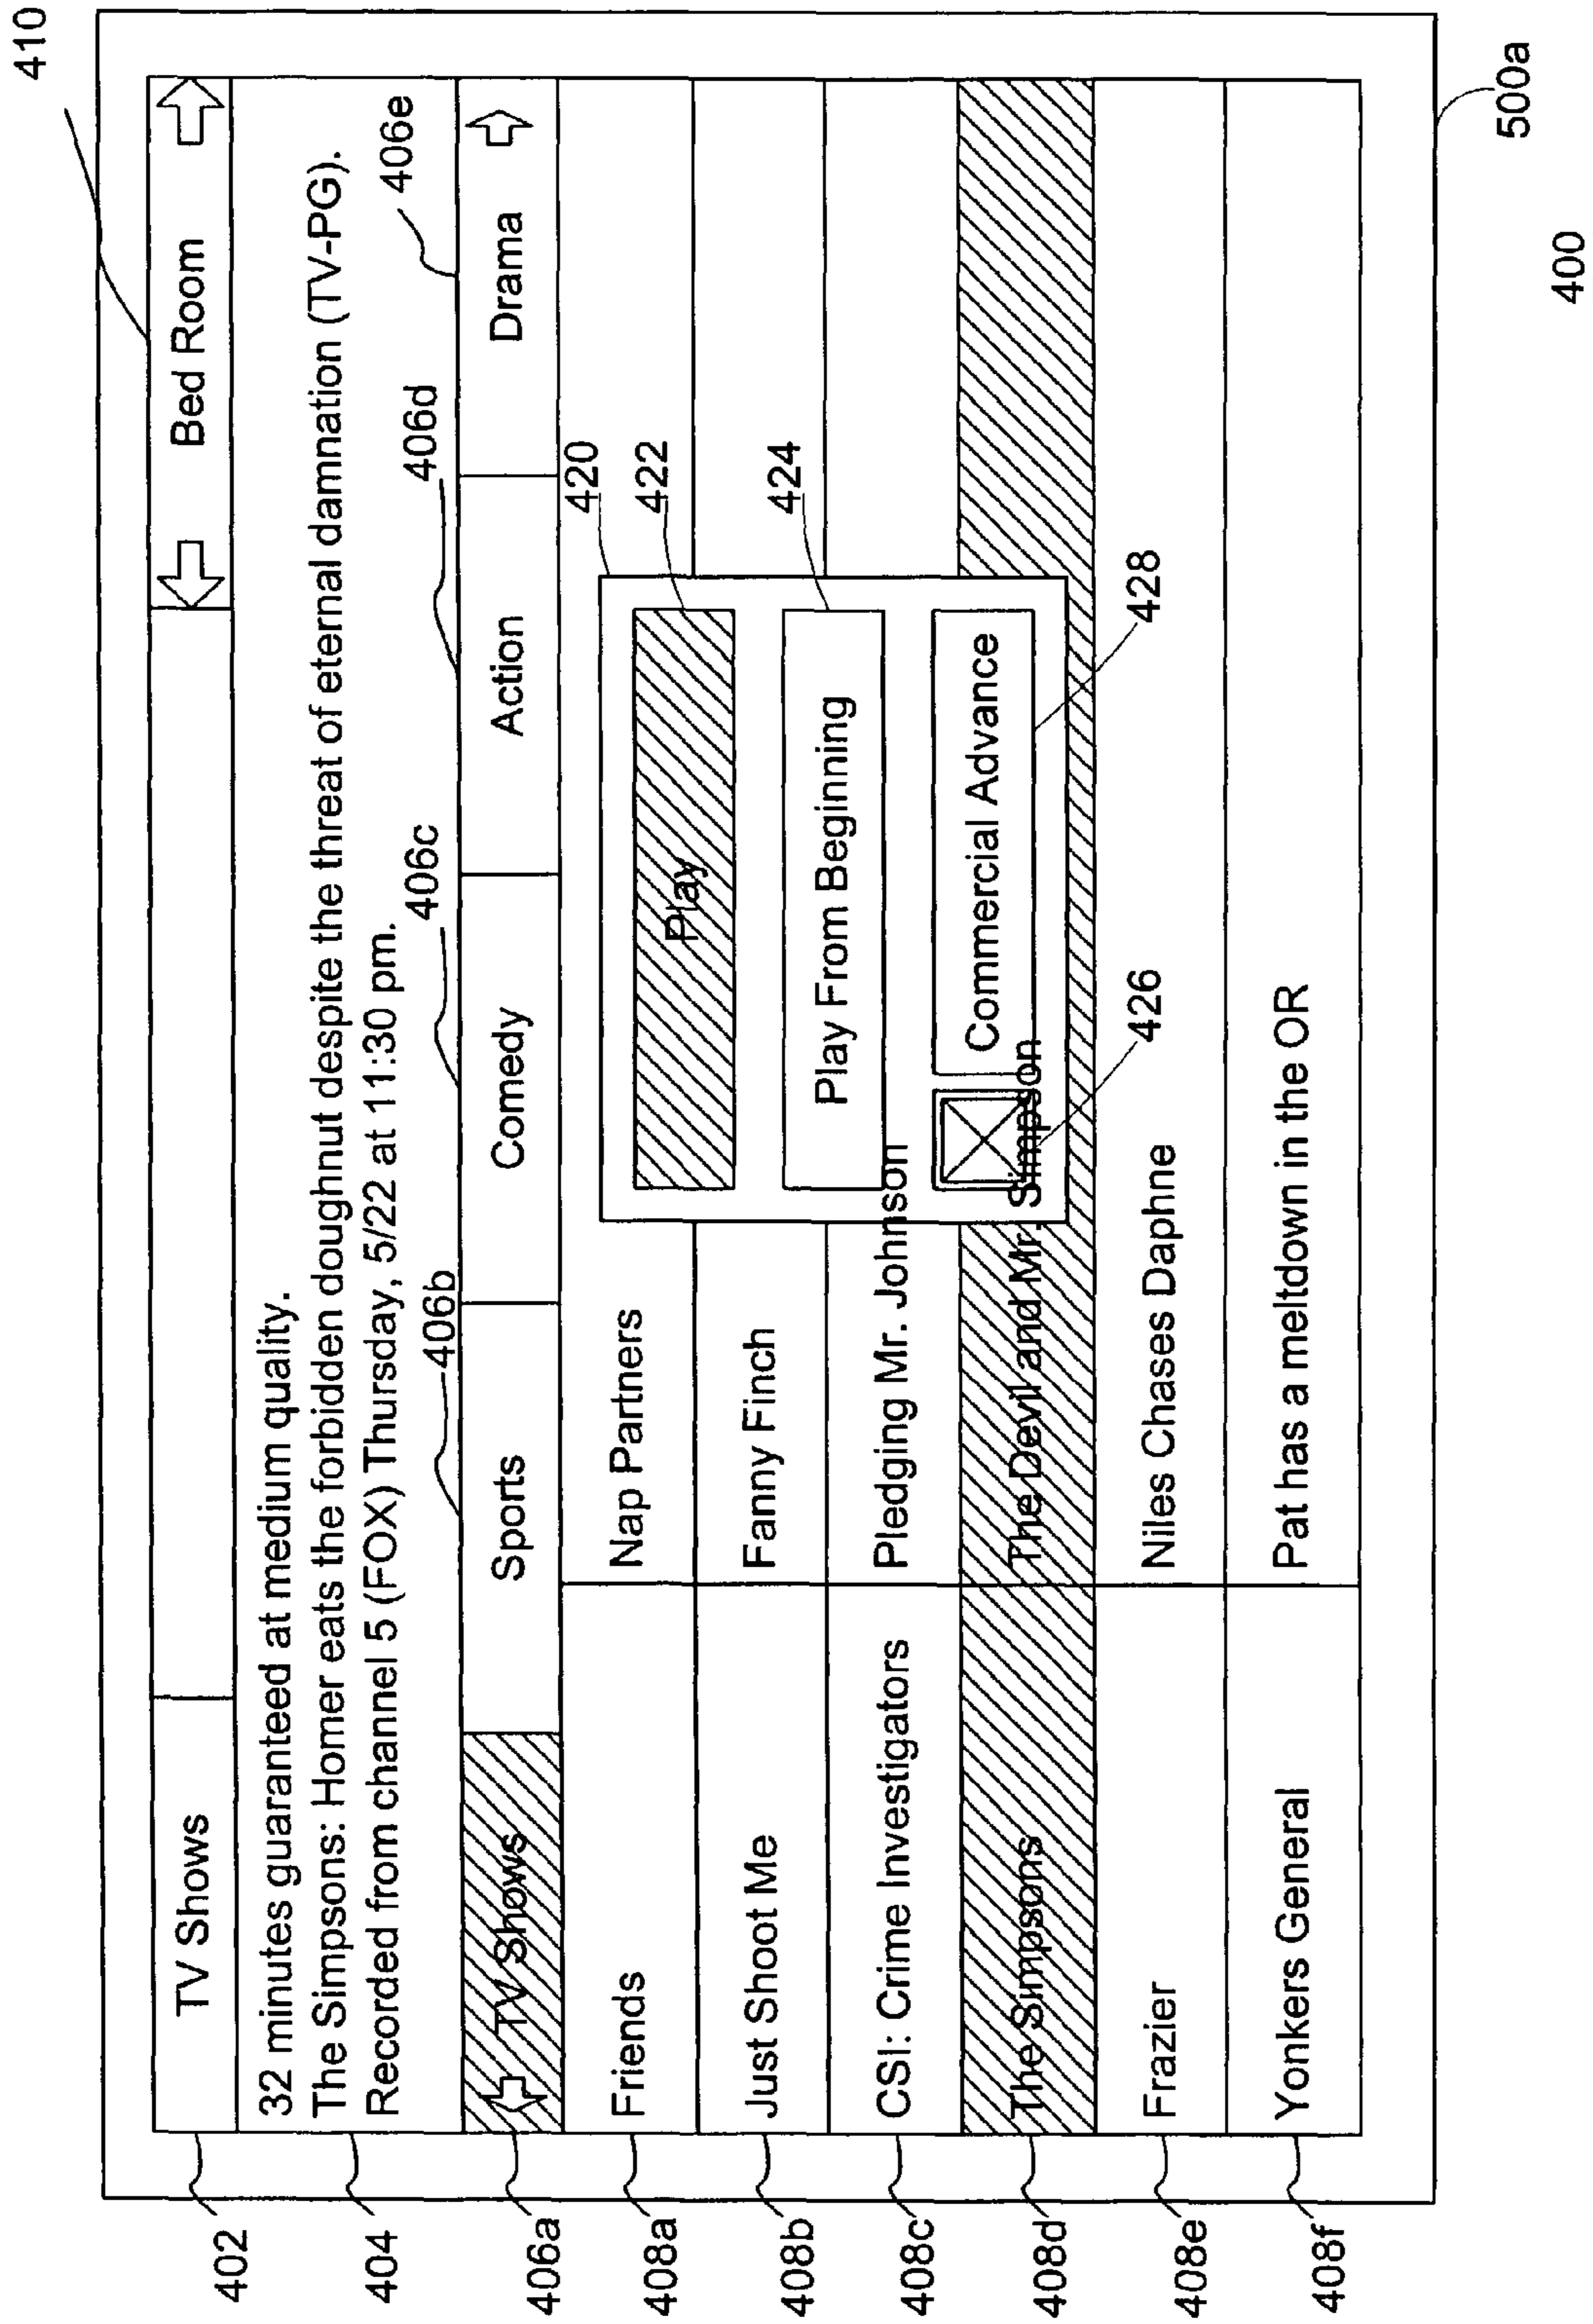 410
TV Shows
Bed Room
402
32 minutes guaranteed at medium quality.
The Simpsons: Homer eats the forbidden doughnut despite the threat of eternal damnation (TV-PG).
Recorded from channel 5 (FOX) Thursday, 5/22 at 11:30 pm.
404
406b
406c
406d
406e
TV Shows
Sports
Comedy
Action
Drama
406a
420
Friends
Nap Partners
408a
422
Play
Just Shoot Me
Fanny Finch
408b
424
Play From Beginning
CSI: Crime Investigators
Pledging Mr. Johnson
408c
Commercial Advance
The Simpsons
The Devil and Mr. Simpson
408d
426
428
Frazier
Niles Chases Daphne
408e
Yonkers General
Pat has a meltdown in the OR
408f
500a
400